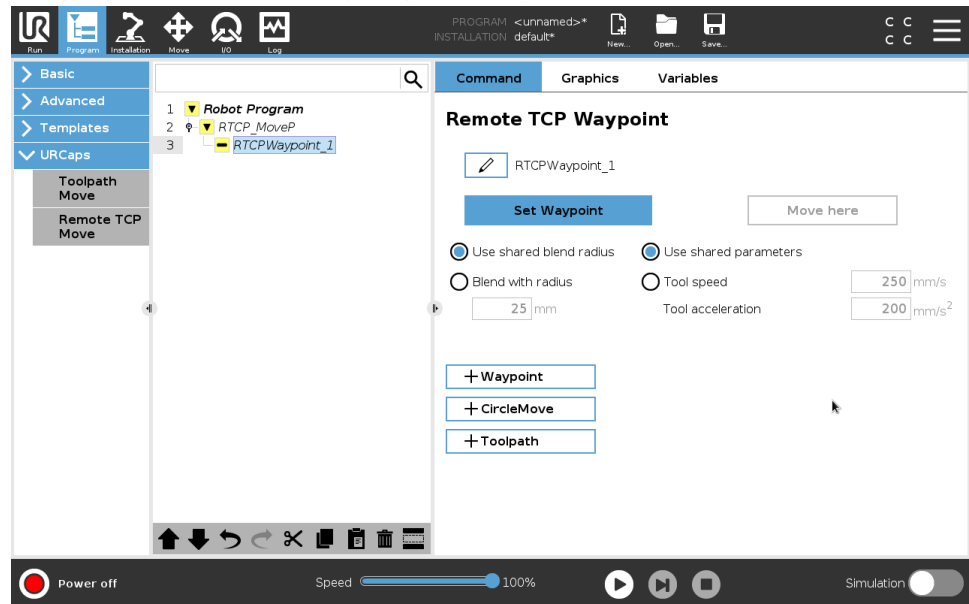 PROGRAM <unnamed>*
INSTALLATION default*
C C
C C
Run Program Installation Move I/O Log New... Open... Save...
Basic
Advanced
Templates
URCaps
Toolpath
Move
Remote TCP
Move
1 Robot Program
2 RTCP_MoveP
3 RTCPWaypoint_1
Command Graphics Variables
Remote TCP Waypoint
RTCPWaypoint_1
Set Waypoint Move here
Use shared blend radius Use shared parameters
Blend with radius Tool speed 250 mm/s
25 mm Tool acceleration 200 mm/s²
+Waypoint
+CircleMove
+Toolpath
Power off Speed 100% Simulation